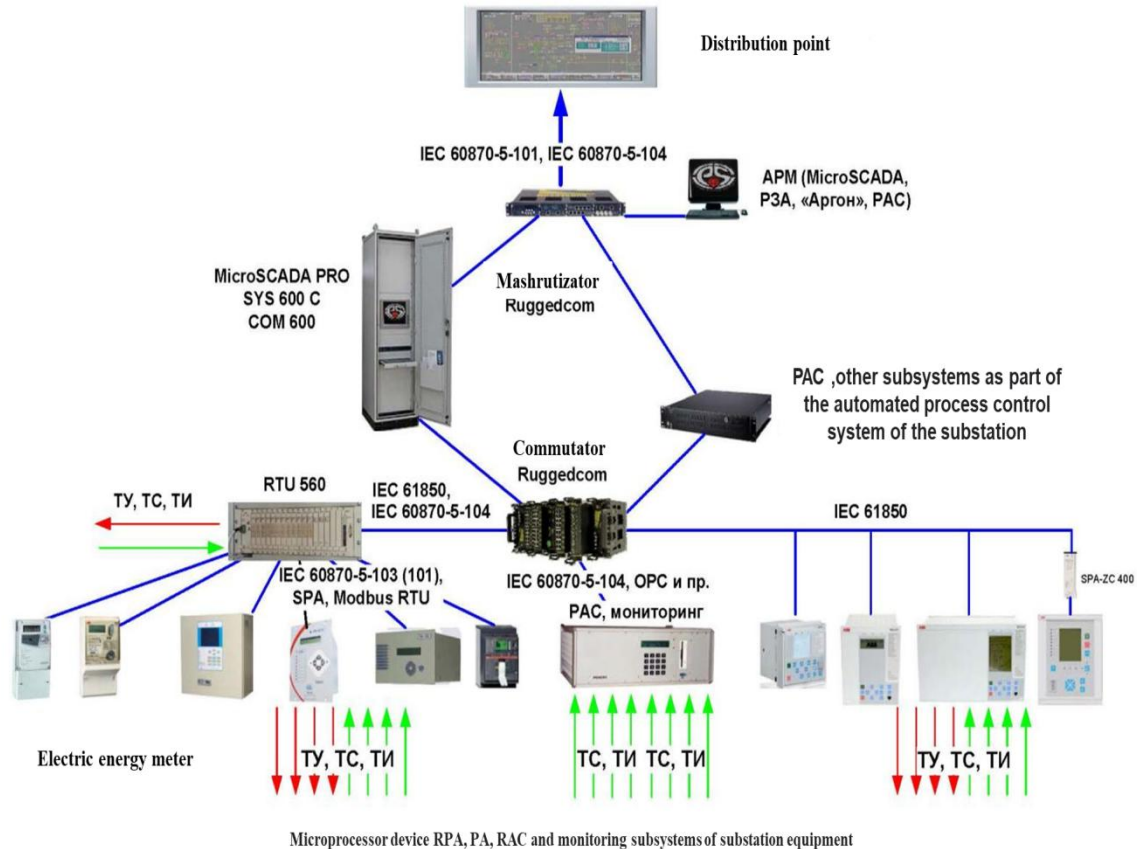 Distribution point
IEC 60870-5-101, IEC 60870-5-104
АРМ (MicroSCADA,
РЗА, «Аргон», РАС)
MicroSCADA PRO
SYS 600 C
COM 600
Mashrutizator
Ruggedcom
PAC ,other subsystems as part of
the automated process control
system of the substation
Commutator
Ruggedcom
RTU 560
ТУ, ТС, ТИ
IEC 61850,
IEC 60870-5-104
IEC 61850
IEC 60870-5-103 (101),
SPA, Modbus RTU
IEC 60870-5-104, OPC и пр.
РАС, мониторинг
SPA-ZC 400
Electric energy meter
ТУ, ТС, ТИ
ТС, ТИ ТС, ТИ
ТУ, ТС, ТИ
Microprocessor device RPA, PA, RAC and monitoring subsystems of substation equipment